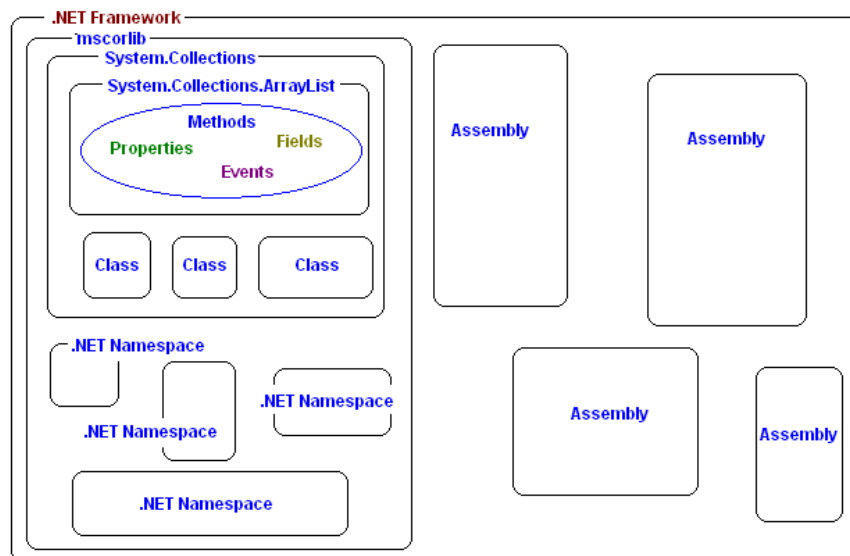 .NET Framework
mscorlib
System.Collections
System.Collections.ArrayList
Methods
Properties
Fields
Events
Class
Class
Class
.NET Namespace
.NET Namespace
.NET Namespace
.NET Namespace
Assembly
Assembly
Assembly
Assembly